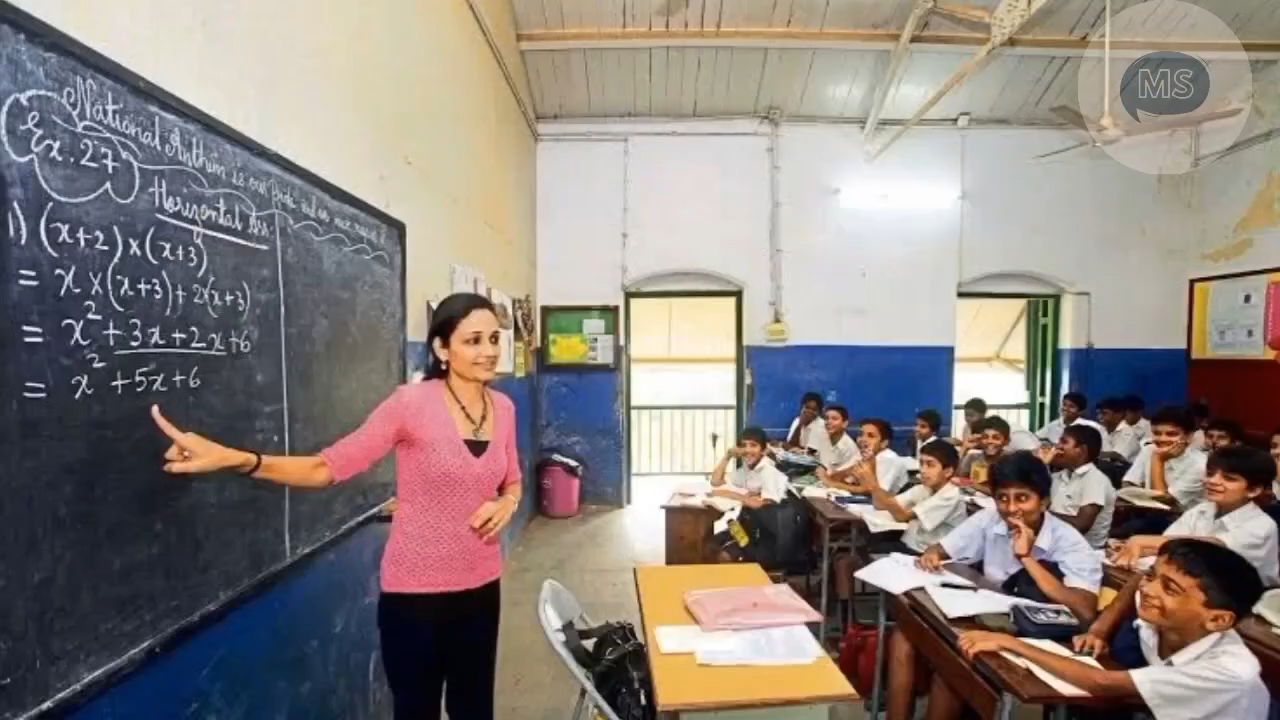 National Anthem is our Pride and
Ex. 27
Horizontal
1) (x+2)×(x+3)
= x×(x+3)+2×(x+3)
= x²+3x+2x+6
= x²+5x+6
MS